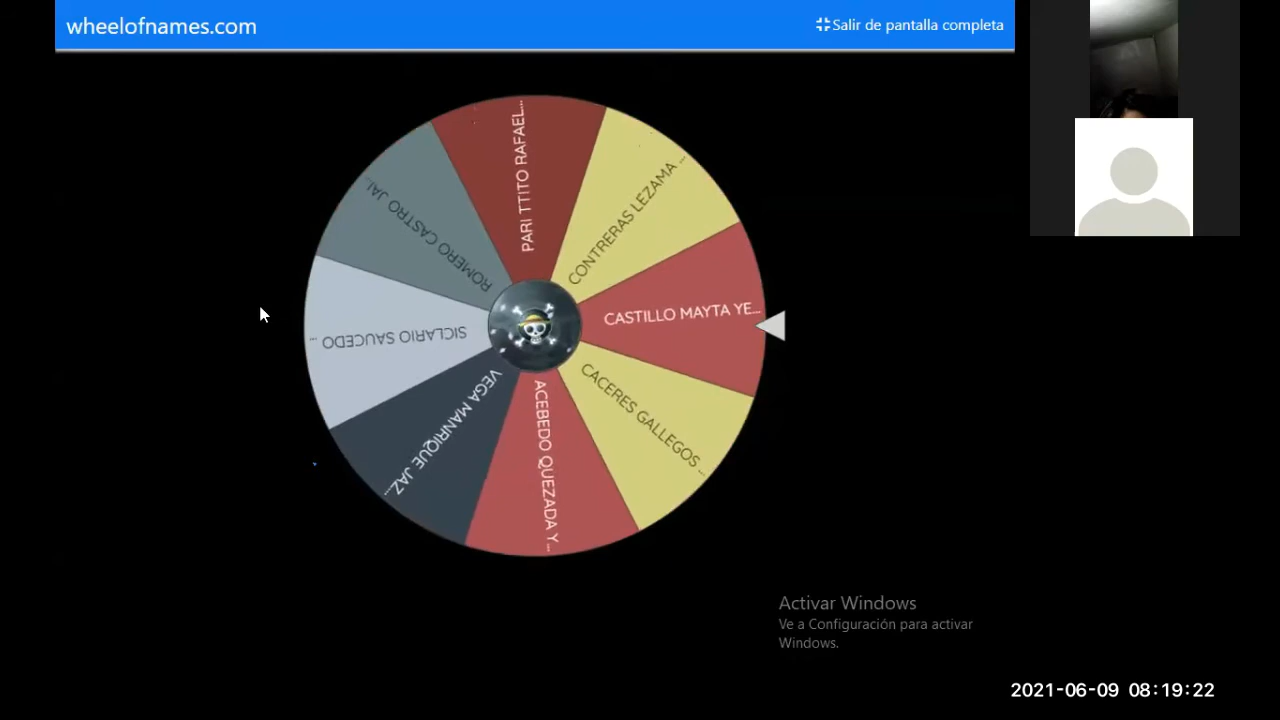 wheelofnames.com
Salir de pantalla completa
PARI TTITO RAFAEL...
CONTRERAS LEZAMA ...
CASTILLO MAYTA YE...
CACERES GALLEGOS ...
ACEBEDO QUEZADA Y...
VEGA MANRIQUE JAZ...
SICLARIO SAUCEDO ...
ROMERO CASTRO JAI...
Activar Windows
Ve a Configuración para activar
Windows.
2021-06-09 08:19:22